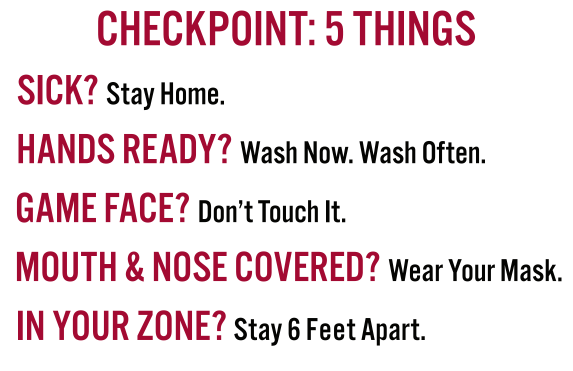 CHECKPOINT: 5 THINGS
SICK? Stay Home.
HANDS READY? Wash Now. Wash Often.
GAME FACE? Don’t Touch It.
MOUTH & NOSE COVERED? Wear Your Mask.
IN YOUR ZONE? Stay 6 Feet Apart.